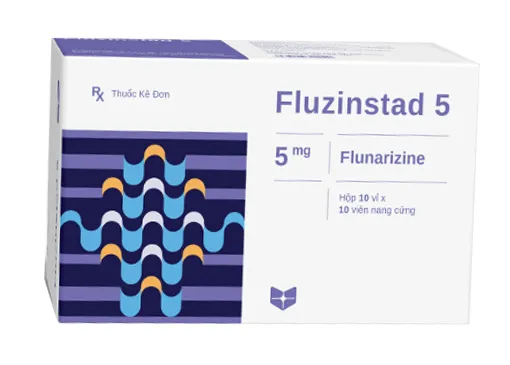 Rx Thuốc Kê Đơn
Fluzinstad 5
5 mg
Flunarizine
Hộp 10 vỉ x
10 viên nang cứng